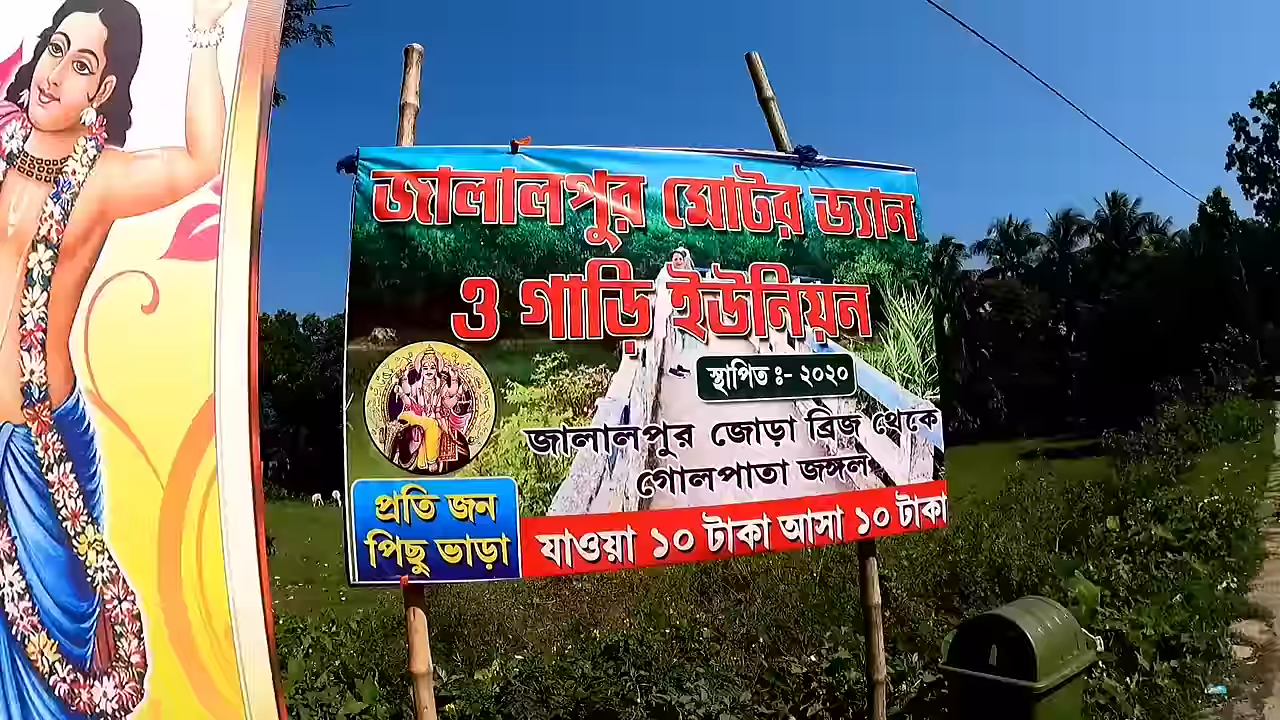 জালালপুর মোটর ভ্যান
ও গাড়ি ইউনিয়ন
স্থাপিত ঃ- ২০২০
জালালপুর জোড়া ব্রিজ থেকে
গোলপাতা জঙ্গল
প্রতি জন
পিছু ভাড়া
যাওয়া ১০ টাকা আসা ১০ টাকা